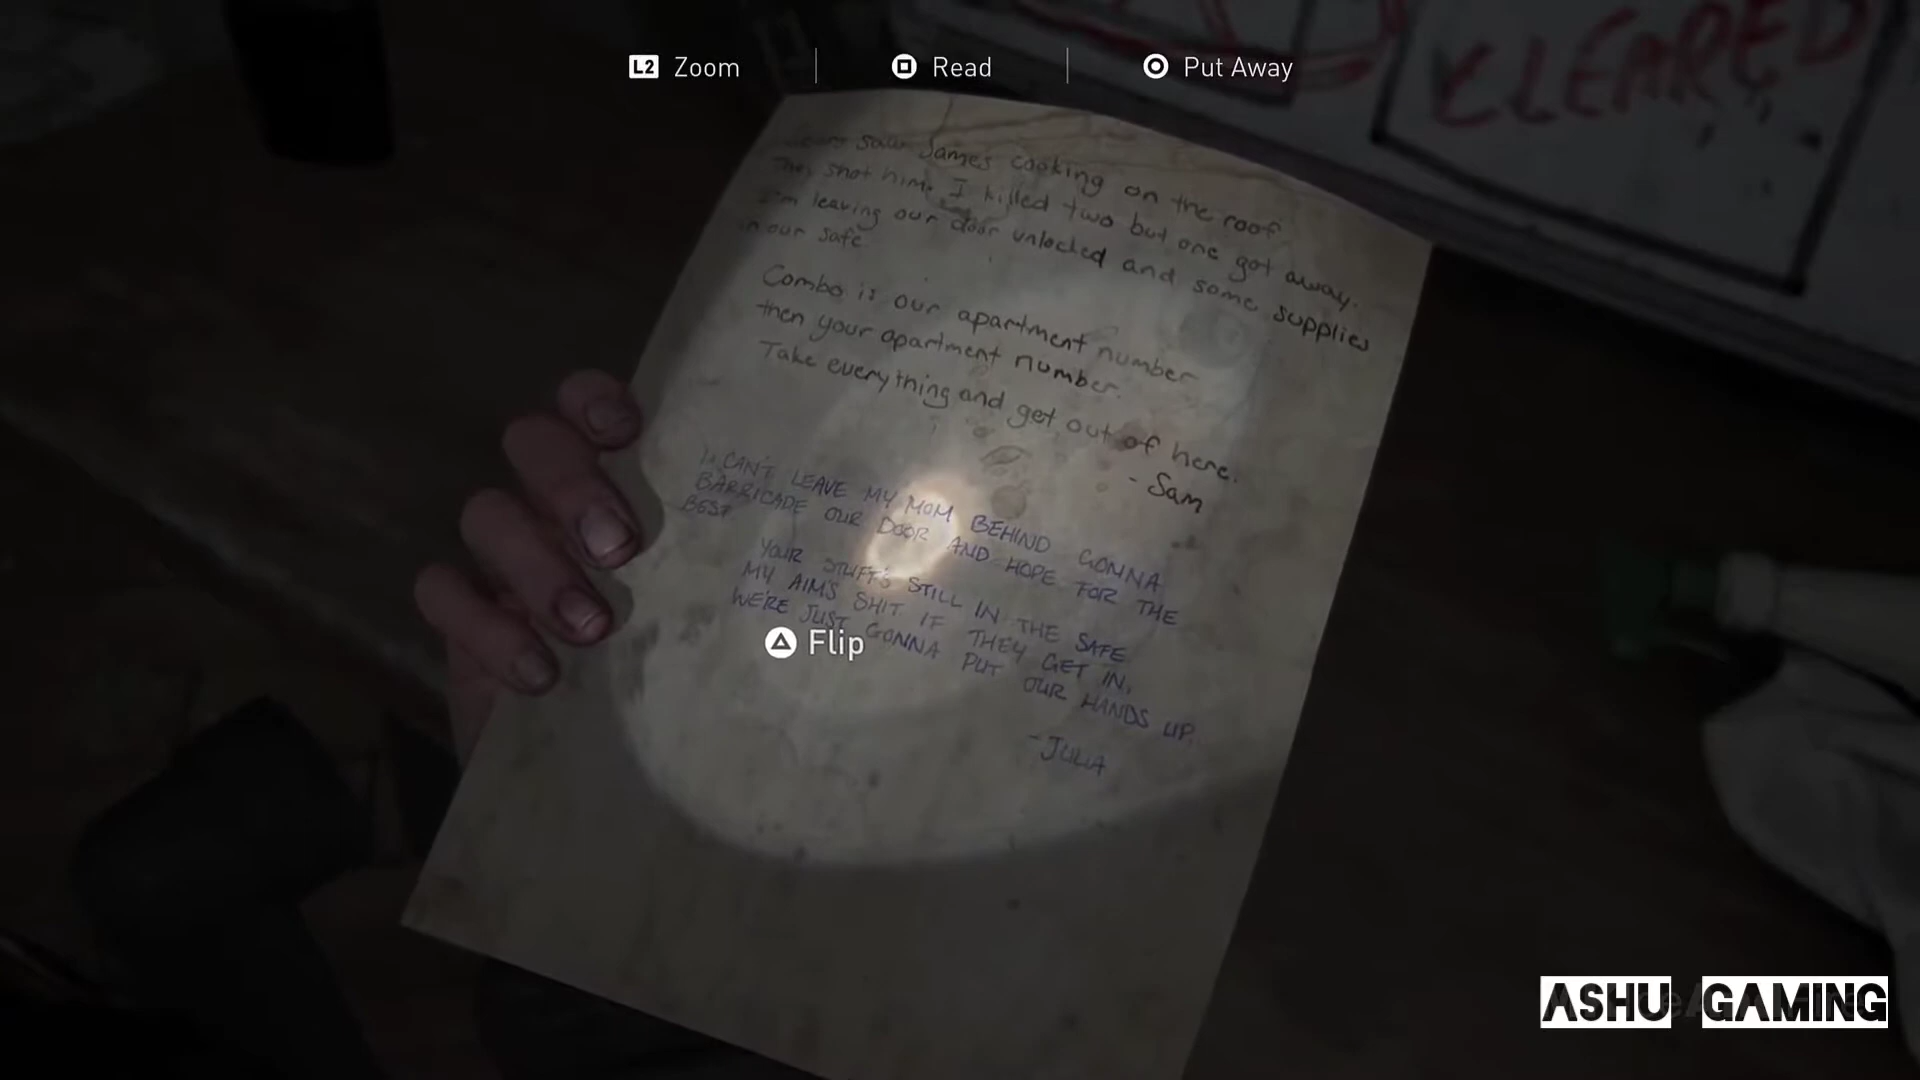 L2 Zoom
Read
Put Away
CLEARED
saw James cooking on the roof.
They shot him. I killed two but one got away.
I'm leaving our door unlocked and some supplies
in our safe.
Combo is our apartment number
then your apartment number.
Take everything and get out of here.
- Sam
I CAN'T LEAVE MY MOM BEHIND GONNA
BARRICADE OUR DOOR AND HOPE FOR THE
BEST
YOUR STUFF'S STILL IN THE SAFE
MY AIM'S SHIT IF THEY GET IN,
WE'RE JUST GONNA PUT OUR HANDS UP.
- JULIA
Flip
ASHU GAMING